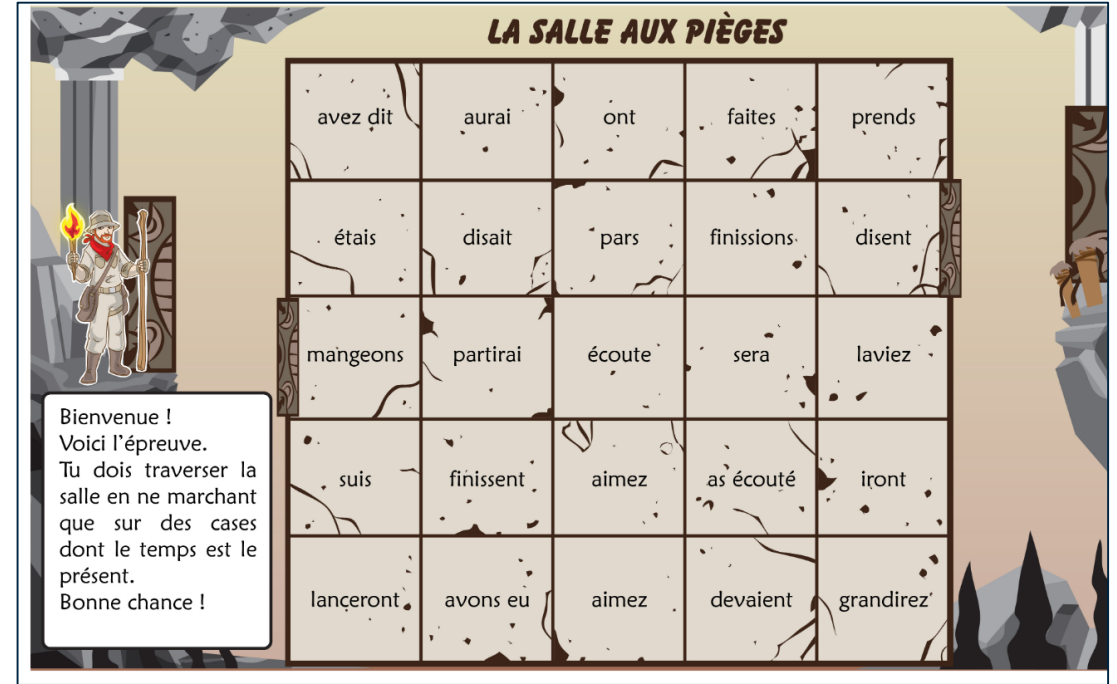 LA SALLE AUX PIÈGES
avez dit aurai ont faites prends
étais disait pars finissions disent
mangeons partirai écoute sera laviez
suis finissent aimez as écouté iront
lanceront avons eu aimez devaient grandirez
Bienvenue !
Voici l'épreuve.
Tu dois traverser la
salle en ne marchant
que sur des cases
dont le temps est le
présent.
Bonne chance !